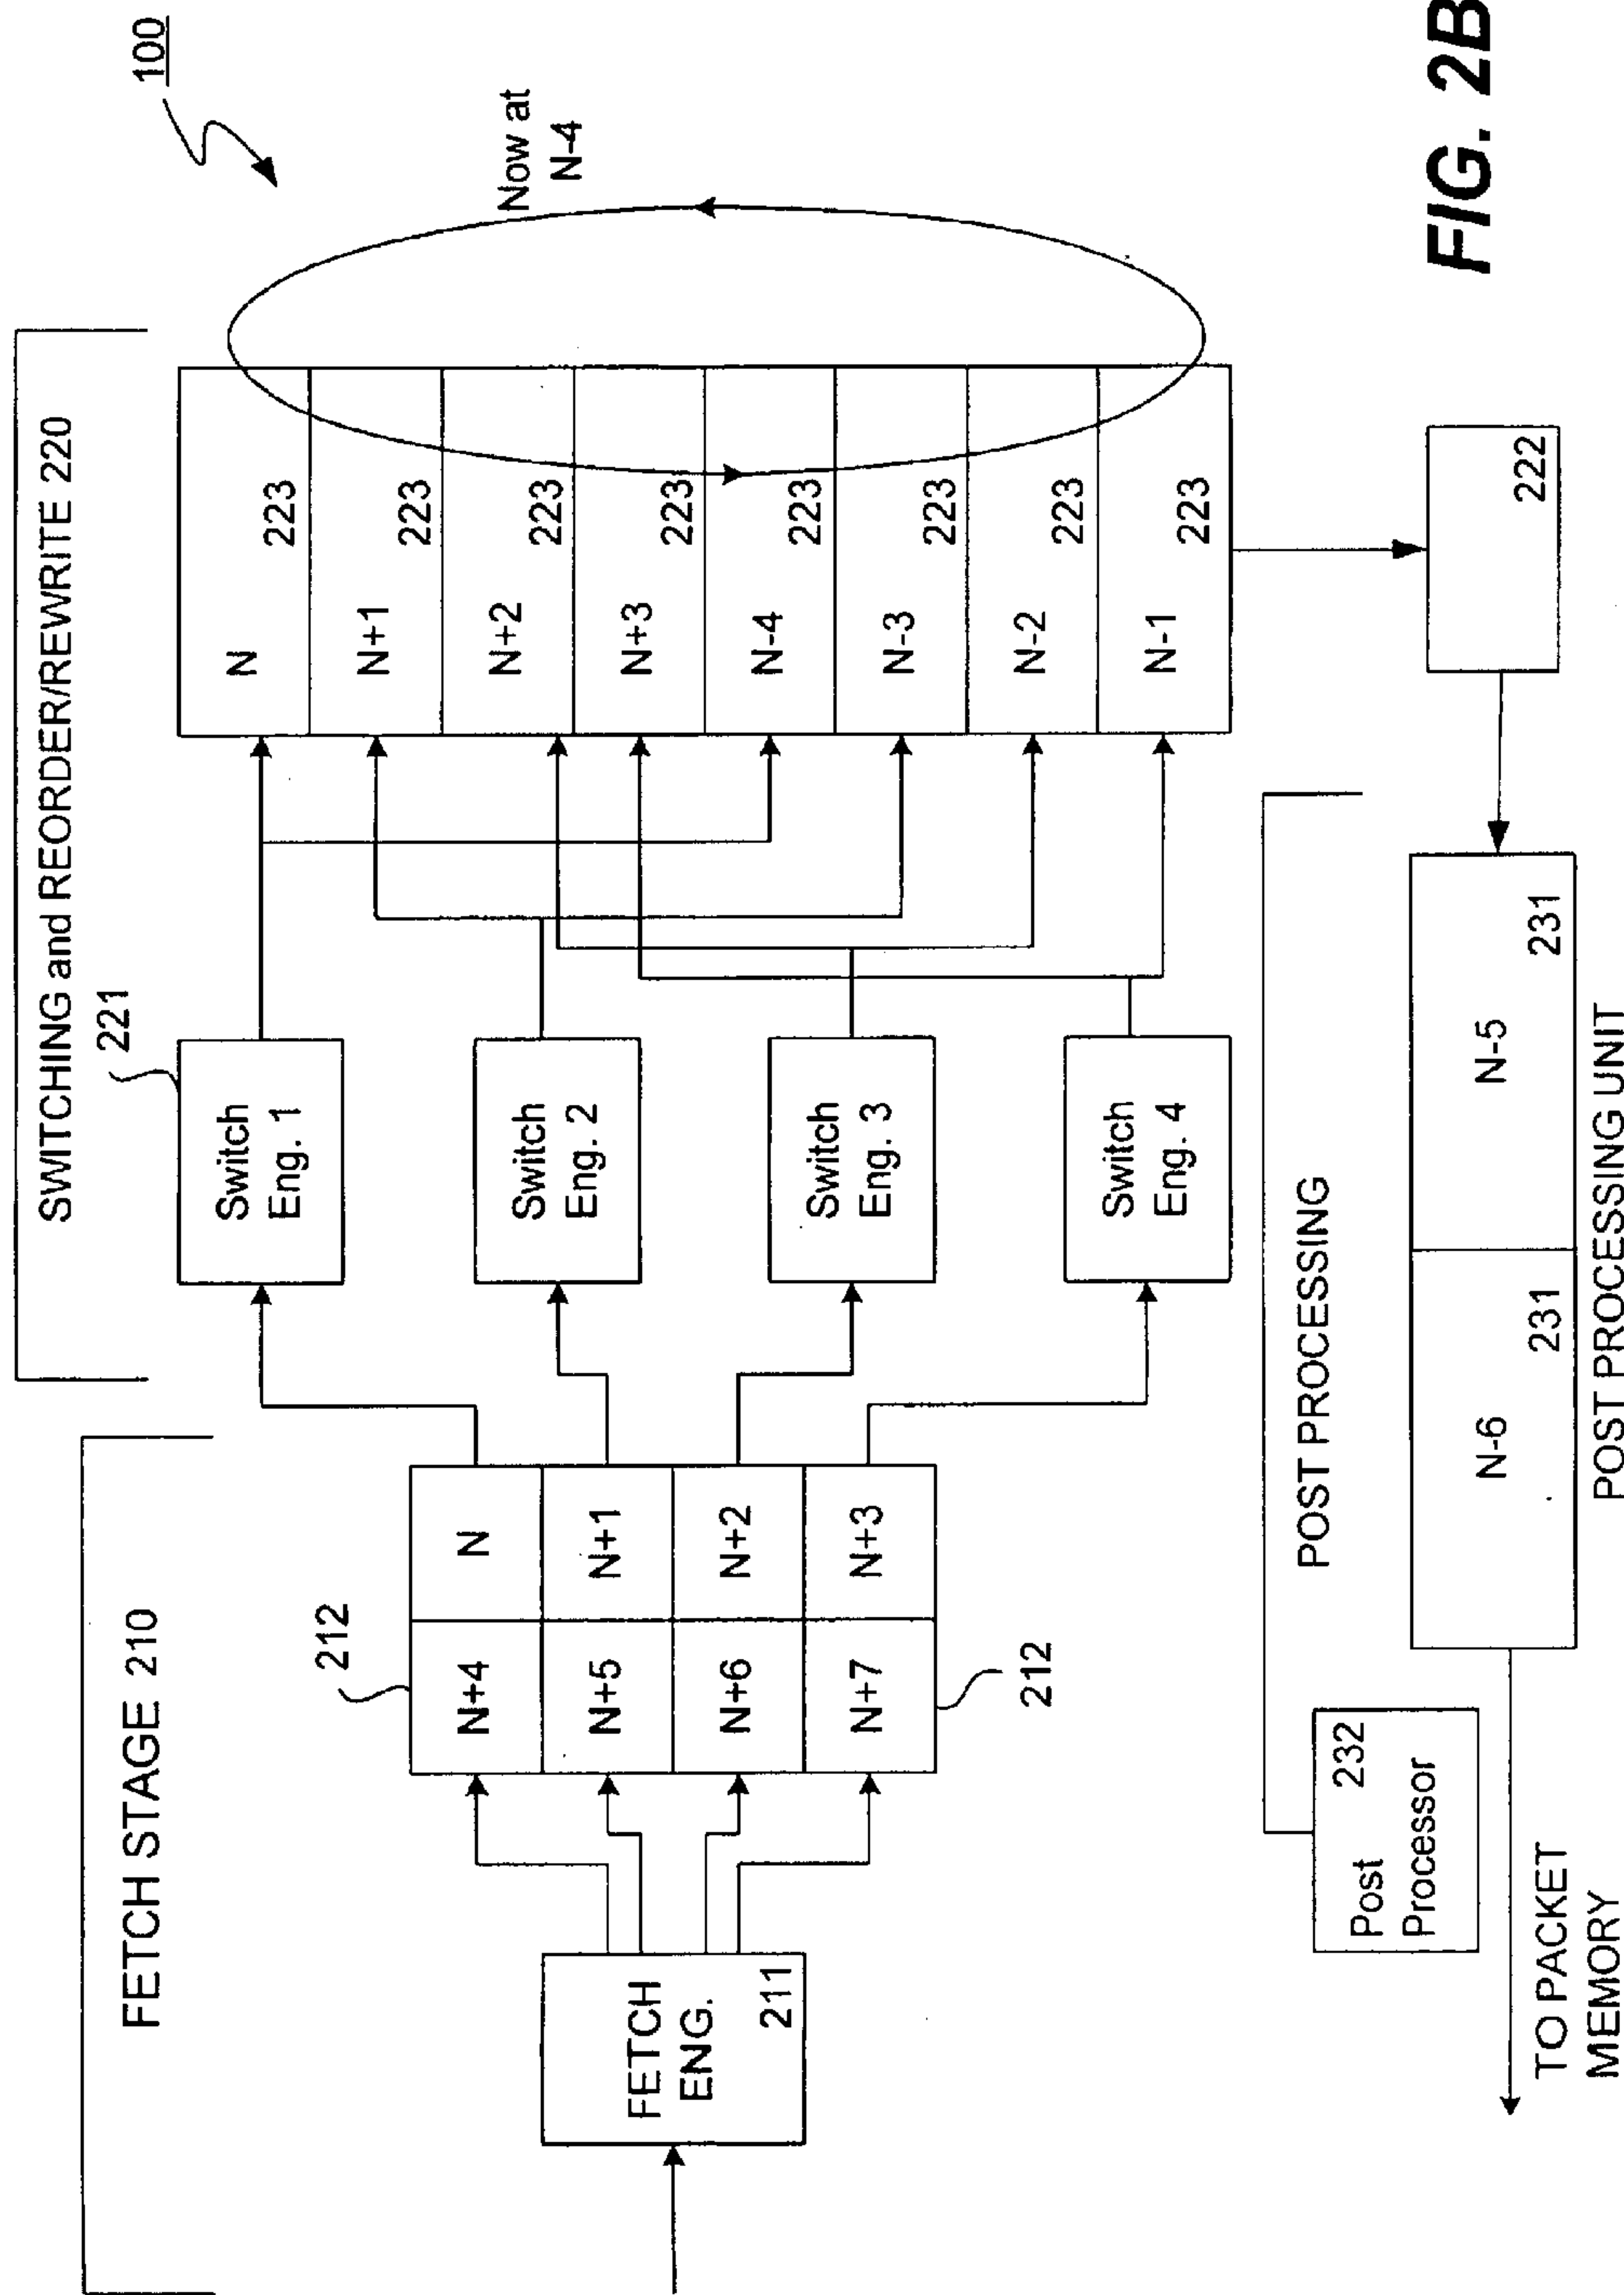 100
SWITCHING and REORDER/REWRITE 220
FETCH STAGE 210
FETCH
ENG.
211
212
N+4
N
N+5
N+1
N+6
N+2
N+7
N+3
212
221
Switch
Eng. 1
Switch
Eng. 2
Switch
Eng. 3
Switch
Eng. 4
N
223
N+1
223
N+2
223
N+3
223
N-4
223
N-3
223
N-2
223
N-1
223
Now at
N-4
222
POST PROCESSING
232
Post
Processor
N-6
231
N-5
231
POST PROCESSING UNIT
TO PACKET
MEMORY
FIG. 2B